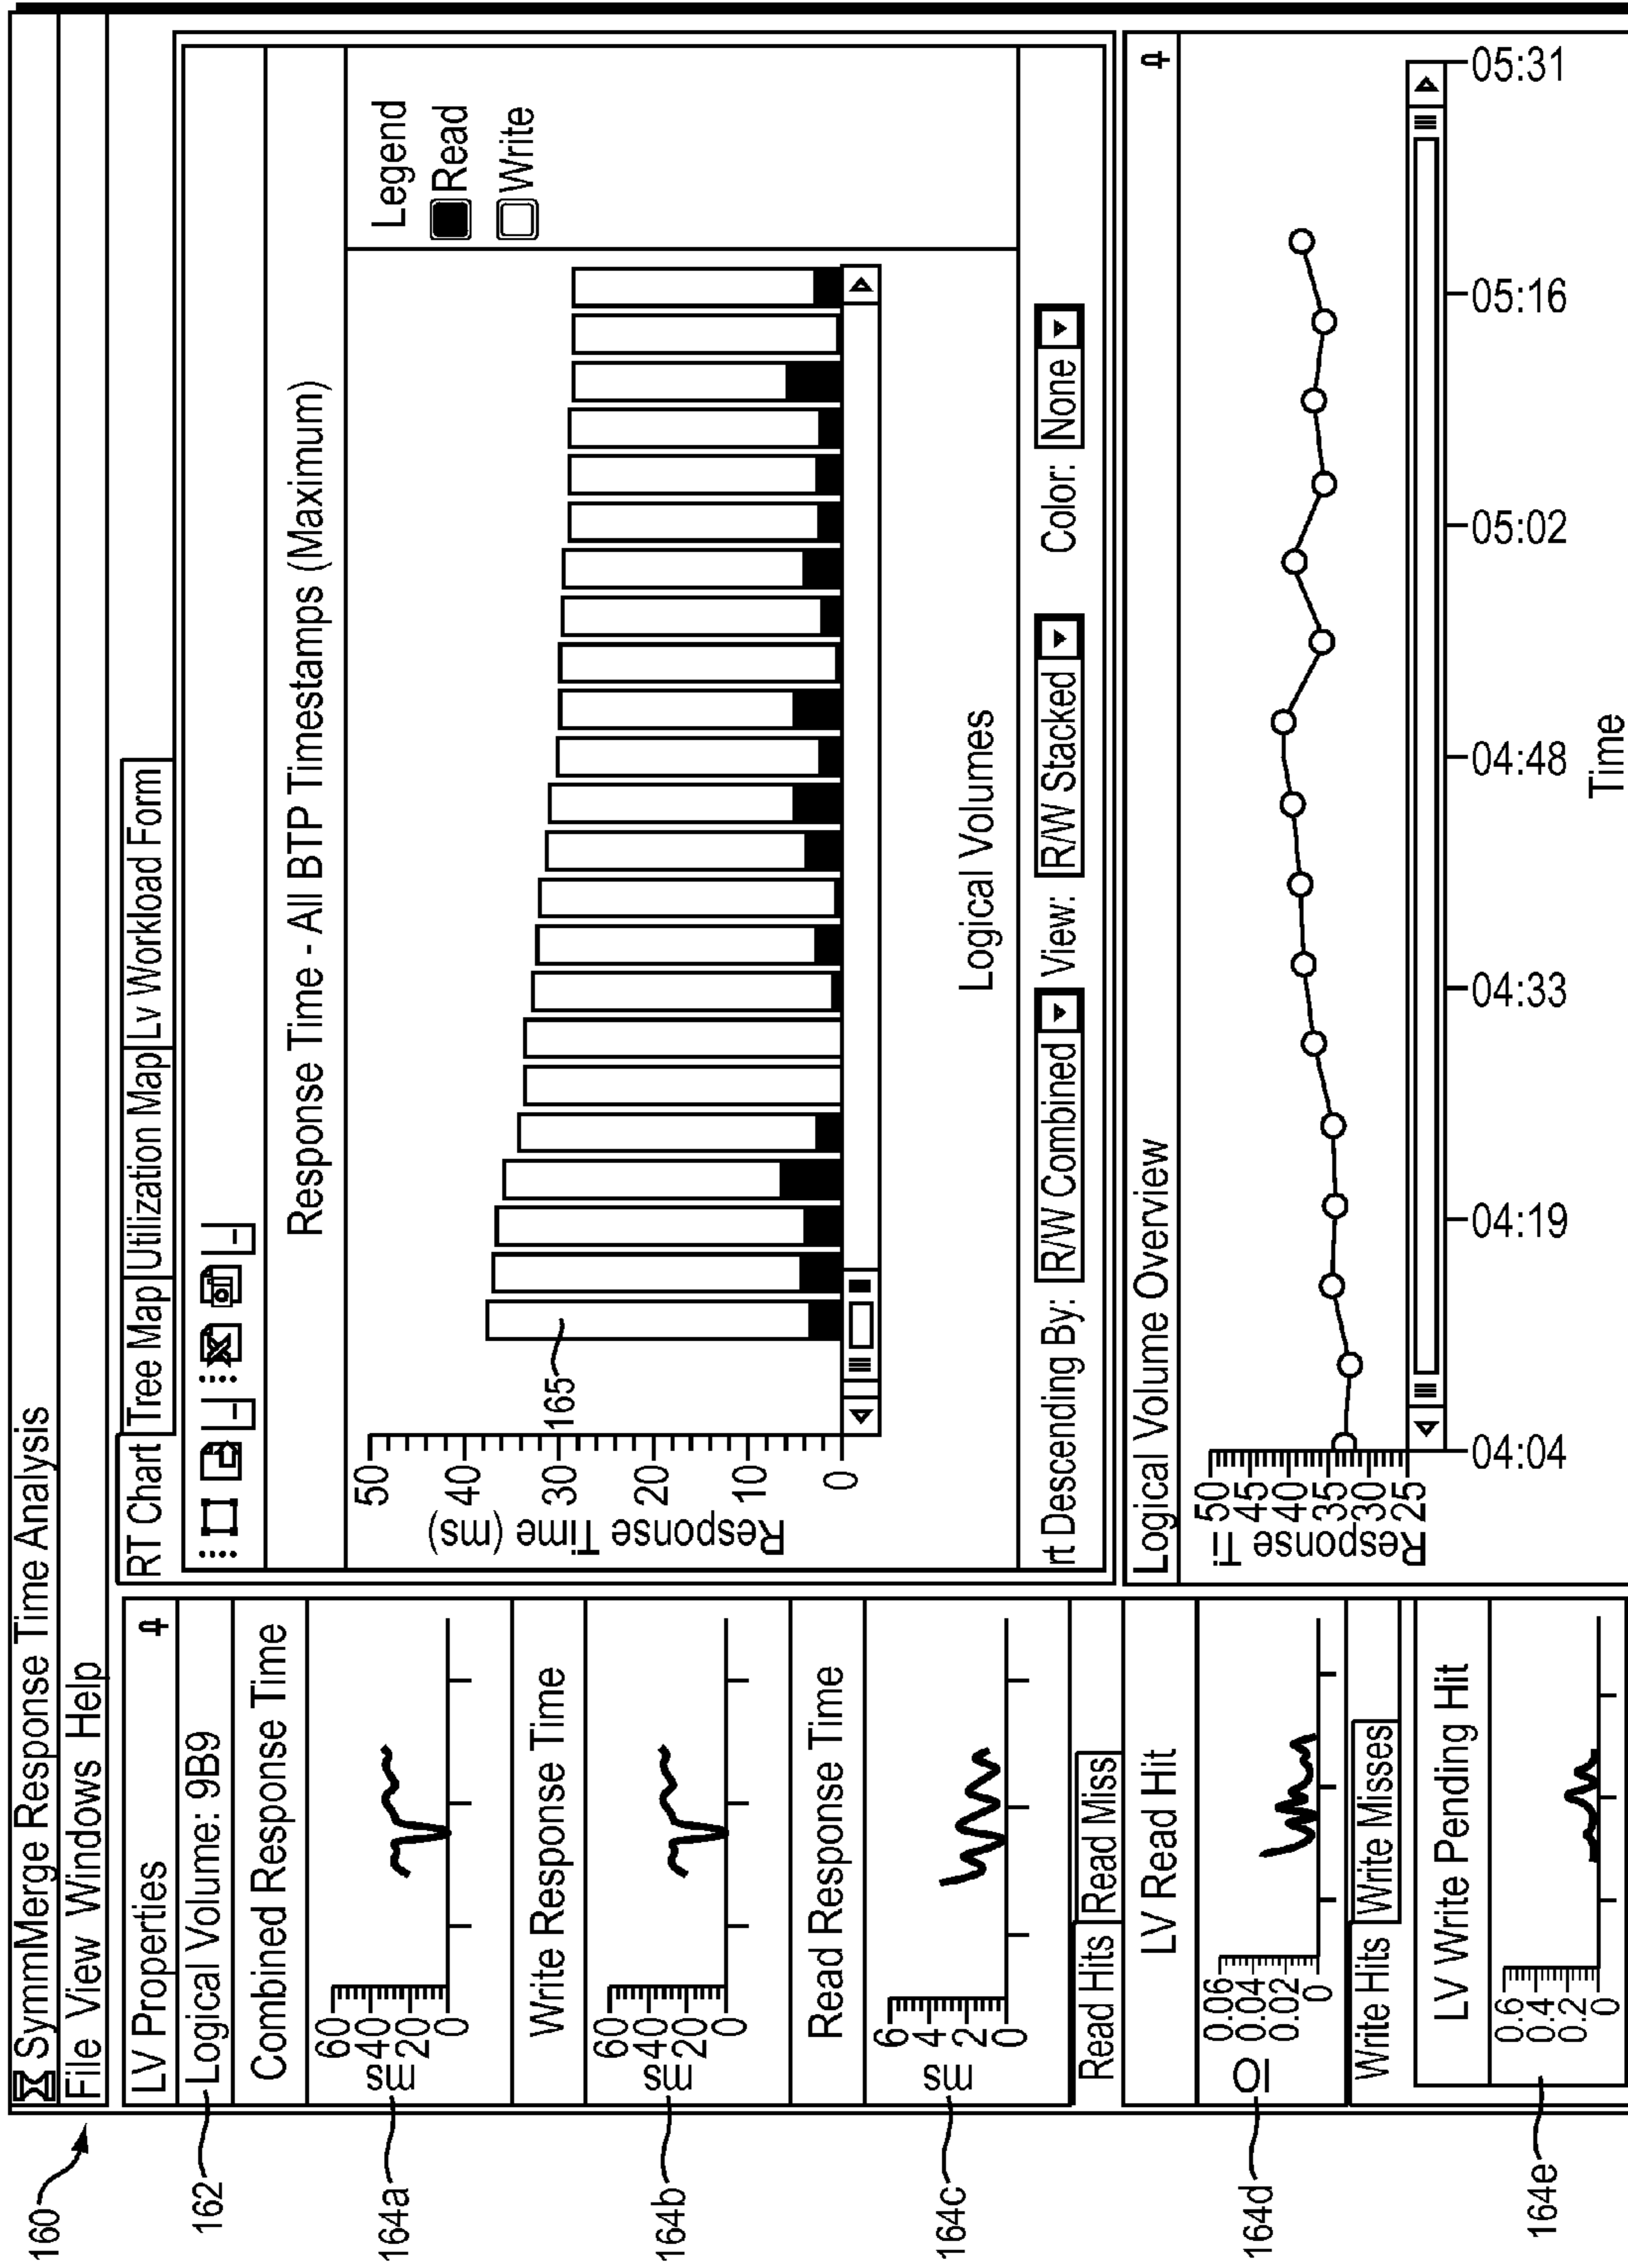 160
SymmMerge Response Time Analysis
File View Windows Help
162
LV Properties
Logical Volume: 9B9
Combined Response Time
164a
ms
60
40
20
0
Write Response Time
164b
ms
60
40
20
0
Read Response Time
164c
ms
6
4
2
0
Read Hits Read Miss
LV Read Hit
164d
IO
0.06
0.04
0.02
0
Write Hits Write Misses
LV Write Pending Hit
164e
0.6
0.4
0.2
0
RT Chart Tree Map Utilization Map Lv Workload Form
Response Time - All BTP Timestamps (Maximum)
Response Time (ms)
50
40
30
20
10
0
165
Legend
Read
Write
Logical Volumes
rt Descending By: R/W Combined View: R/W Stacked Color: None
Logical Volume Overview
Response Ti
50
45
40
35
30
25
04:04 04:19 04:33 04:48 05:02 05:16 05:31
Time